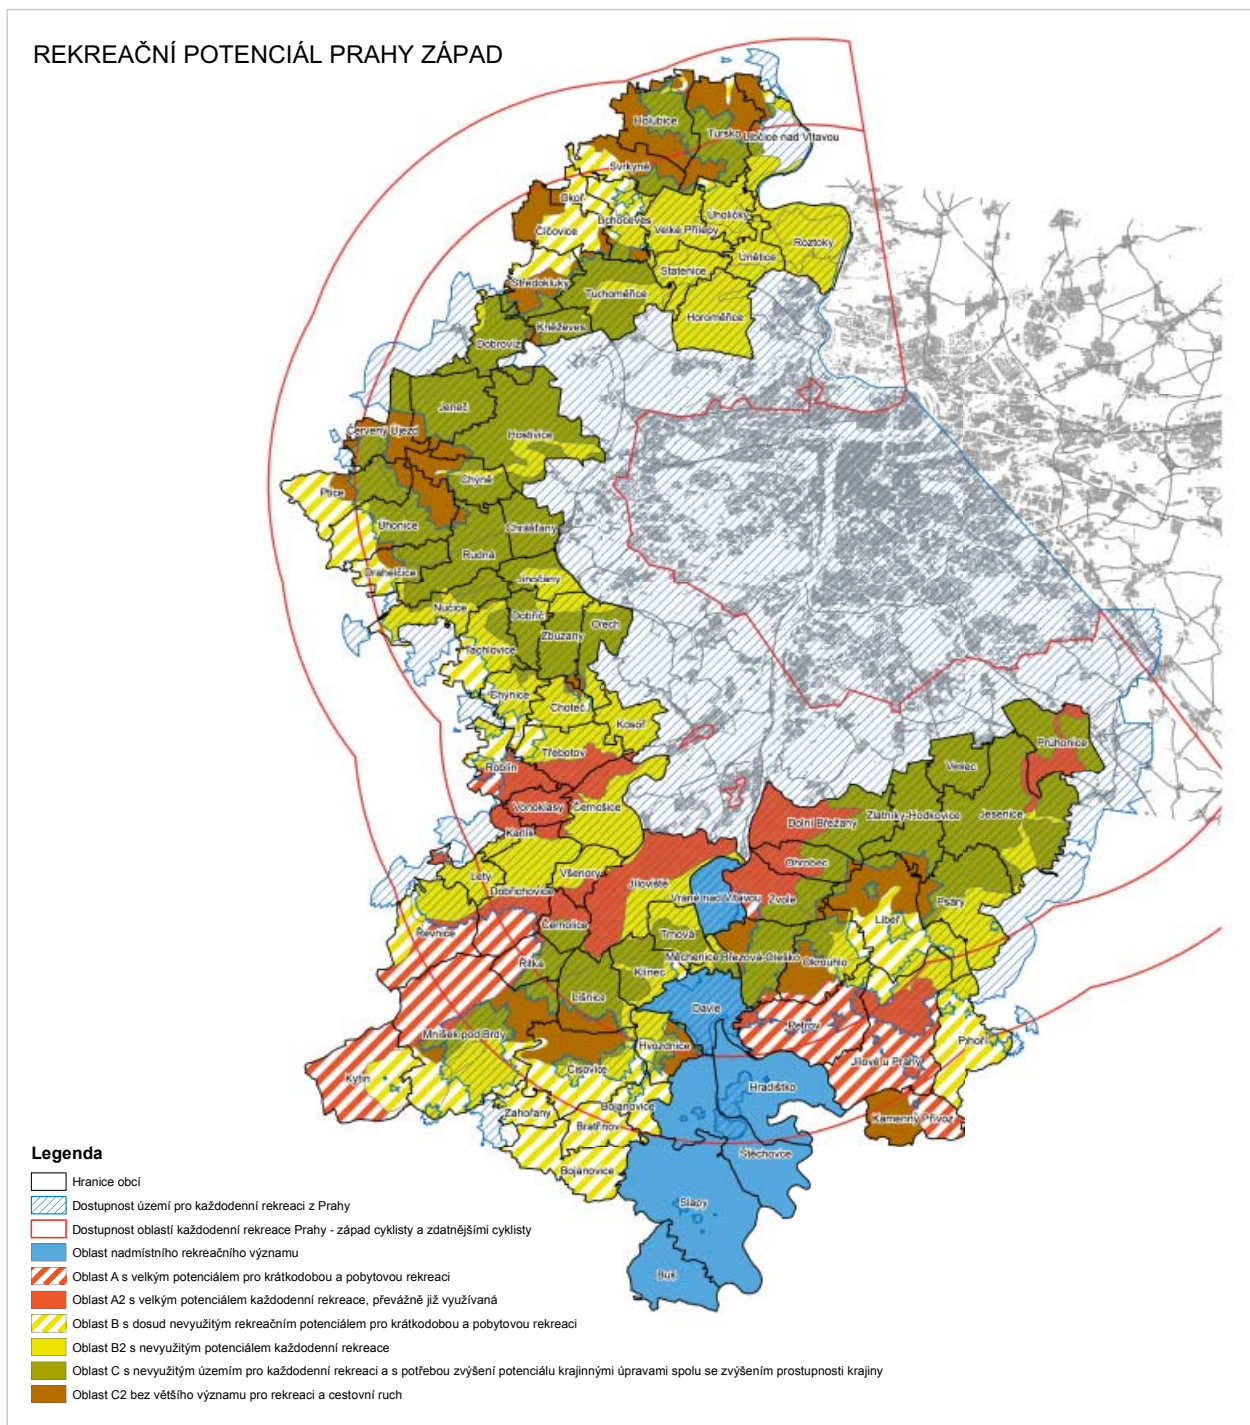 REKREAČNÍ POTENCIÁL PRAHY ZÁPAD
Holubice
Tursko
Libčice nad Vltavou
Svrkyně
Okoř
Lichoceves
Číčovice
Velké Přílepy
Úholičky
Roztoky
Únětice
Statenice
Středokluky
Tuchoměřice
Horoměřice
Kněževes
Dobrovíz
Jeneč
Červený Újezd
Hostivice
Chýně
Ptice
Úhonice
Chrášťany
Rudná
Drahelčice
Jinočany
Nučice
Dobříč
Zbuzany
Ořech
Tachlovice
Chýnice
Choteč
Kosoř
Třebotov
Roblín
Vonoklasy
Černošice
Karlík
Průhonice
Vestec
Dolní Břežany
Zlatníky-Hodkovice
Jesenice
Ohrobec
Lety
Všenory
Dobřichovice
Jíloviště
Vrané nad Vltavou
Zvole
Psáry
Libeř
Řevnice
Černolice
Trnová
Měchenice
Březová-Oleško
Okrouhlo
Řitka
Klínec
Líšnice
Davle
Petrov
Mníšek pod Brdy
Hvozdnice
Pohoří
Jílové u Prahy
Kytín
Čisovice
Hradištko
Bojanovice
Zahořany
Bratřínov
Kamenný Přívoz
Štěchovice
Bojanovice
Slapy
Buš
Legenda
Hranice obcí
Dostupnost území pro každodenní rekreaci z Prahy
Dostupnost oblastí každodenní rekreace Prahy - západ cyklisty a zdatnějšími cyklisty
Oblast nadmístního rekreačního významu
Oblast A s velkým potenciálem pro krátkodobou a pobytovou rekreaci
Oblast A2 s velkým potenciálem každodenní rekreace, převážně již využívaná
Oblast B s dosud nevyužitým rekreačním potenciálem pro krátkodobou a pobytovou rekreaci
Oblast B2 s nevyužitým potenciálem každodenní rekreace
Oblast C s nevyužitým územím pro každodenní rekreaci a s potřebou zvýšení potenciálu krajinnými úpravami spolu se zvýšením prostupnosti krajiny
Oblast C2 bez většího významu pro rekreaci a cestovní ruch